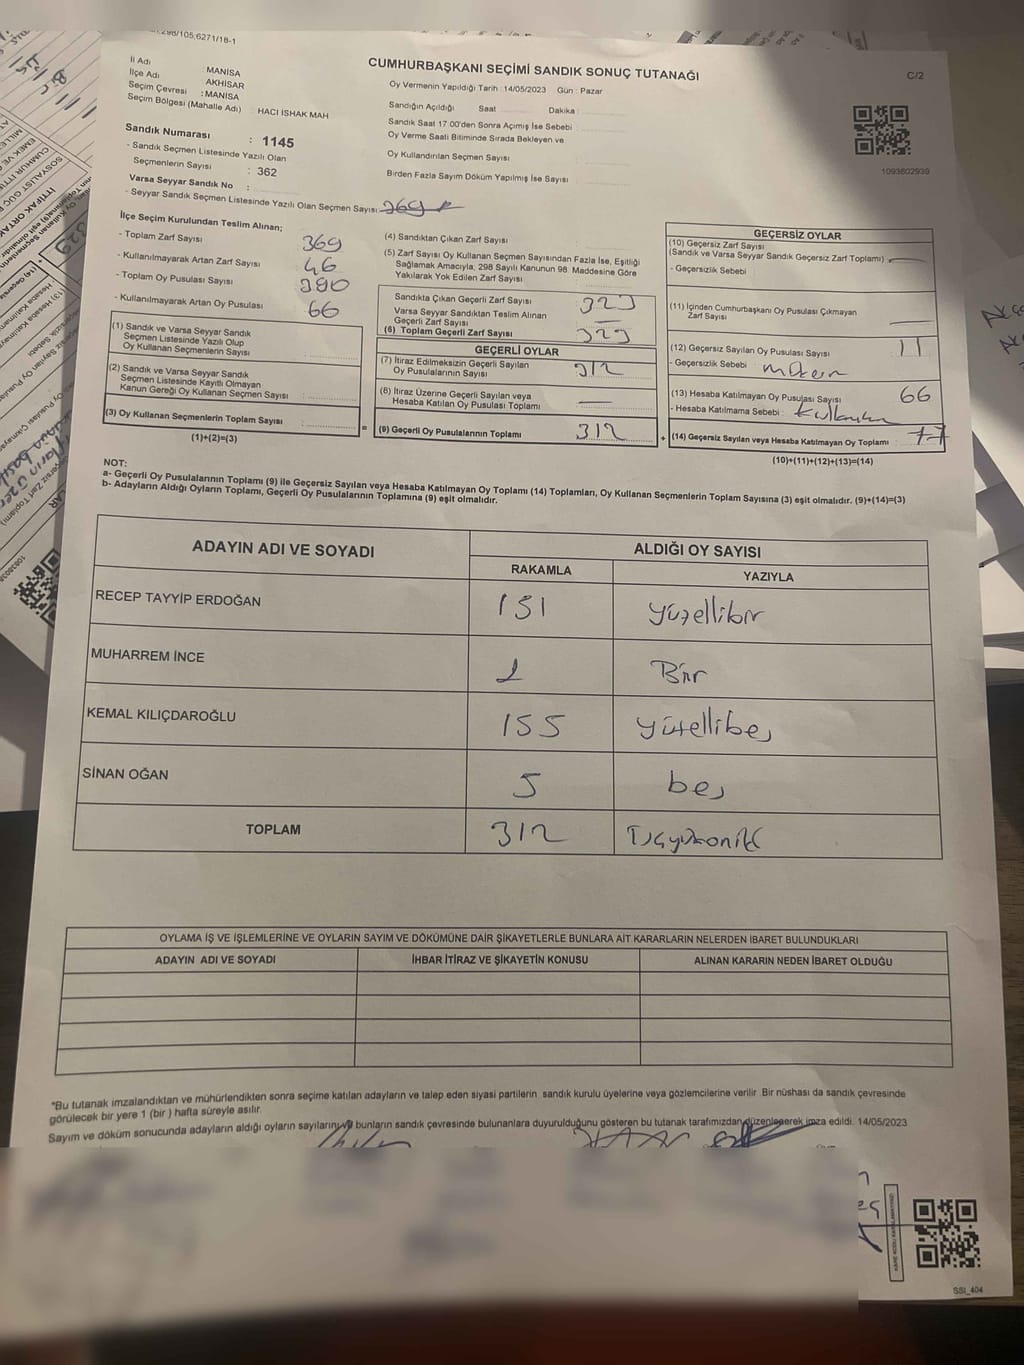 298/105,6271/18-1
CUMHURBAŞKANI SEÇİMİ SANDIK SONUÇ TUTANAĞI
C/2
İl Adı : MANİSA
İlçe Adı : AKHİSAR
Seçim Çevresi : MANİSA
Seçim Bölgesi (Mahalle Adı) : HACI İSHAK MAH
Oy Vermenin Yapıldığı Tarih : 14/05/2023 Gün : Pazar
Sandığın Açıldığı Saat Dakika :
Sandık Saat 17.00'den Sonra Açımış İse Sebebi :
Oy Verme Saati Bitiminde Sırada Bekleyen ve
Oy Kullandırılan Seçmen Sayısı :
Birden Fazla Sayım Döküm Yapılmış İse Sayısı :
1093802939
Sandık Numarası : 1145
- Sandık Seçmen Listesinde Yazılı Olan
Seçmenlerin Sayısı : 362
Varsa Seyyar Sandık No :
- Seyyar Sandık Seçmen Listesinde Yazılı Olan Seçmen Sayısı: 369
İlçe Seçim Kurulundan Teslim Alınan;
- Toplam Zarf Sayısı 369
- Kullanılmayarak Artan Zarf Sayısı 46
- Toplam Oy Pusulası Sayısı 390
- Kullanılmayarak Artan Oy Pusulası 66
(1) Sandık ve Varsa Seyyar Sandık
Seçmen Listesinde Yazılı Olup
Oy Kullanan Seçmenlerin Sayısı :
(2) Sandık ve Varsa Seyyar Sandık
Seçmen Listesinde Kayıtlı Olmayan
Kanun Gereği Oy Kullanan Seçmen Sayısı :
(3) Oy Kullanan Seçmenlerin Toplam Sayısı :
(1)+(2)=(3)
(4) Sandıktan Çıkan Zarf Sayısı :
(5) Zarf Sayısı Oy Kullanan Seçmen Sayısından Fazla İse, Eşitliği
Sağlamak Amacıyla, 298 Sayılı Kanunun 98. Maddesine Göre
Yakılarak Yok Edilen Zarf Sayısı :
Sandıkta Çıkan Geçerli Zarf Sayısı 323
Varsa Seyyar Sandıktan Teslim Alınan
Geçerli Zarf Sayısı —
(6) Toplam Geçerli Zarf Sayısı 323
GEÇERLİ OYLAR
(7) İtiraz Edilmeksizin Geçerli Sayılan
Oy Pusulalarının Sayısı : 312
(8) İtiraz Üzerine Geçerli Sayılan veya
Hesaba Katılan Oy Pusulası Toplamı —
= (9) Geçerli Oy Pusulalarının Toplamı 312 +
GEÇERSİZ OYLAR
(10) Geçersiz Zarf Sayısı
(Sandık ve Varsa Seyyar Sandık Geçersiz Zarf Toplamı) —
- Geçersizlik Sebebi
(11) İçinden Cumhurbaşkanı Oy Pusulası Çıkmayan
Zarf Sayısı —
(12) Geçersiz Sayılan Oy Pusulası Sayısı 11
- Geçersizlik Sebebi :
(13) Hesaba Katılmayan Oy Pusulası Sayısı 66
- Hesaba Katılmama Sebebi :
(14) Geçersiz Sayılan veya Hesaba Katılmayan Oy Toplamı 77
(10)+(11)+(12)+(13)=(14)
NOT:
a- Geçerli Oy Pusulalarının Toplamı (9) ile Geçersiz Sayılan veya Hesaba Katılmayan Oy Toplamı (14) Toplamları, Oy Kullanan Seçmenlerin Toplam Sayısına (3) eşit olmalıdır. (9)+(14)=(3)
b- Adayların Aldığı Oyların Toplamı, Geçerli Oy Pusulalarının Toplamına (9) eşit olmalıdır.
ADAYIN ADI VE SOYADI
ALDIĞI OY SAYISI
RAKAMLA YAZIYLA
RECEP TAYYİP ERDOĞAN 151 yüzellibir
MUHARREM İNCE 1 Bir
KEMAL KILIÇDAROĞLU 155 yüzellibeş
SİNAN OĞAN 5 beş
TOPLAM 312 Üçyüzoniki
OYLAMA İŞ VE İŞLEMLERİNE VE OYLARIN SAYIM VE DÖKÜMÜNE DAİR ŞİKAYETLERLE BUNLARA AİT KARARLARIN NELERDEN İBARET BULUNDUKLARI
ADAYIN ADI VE SOYADI İHBAR İTİRAZ VE ŞİKAYETİN KONUSU ALINAN KARARIN NEDEN İBARET OLDUĞU
*Bu tutanak imzalandıktan ve mühürlendikten sonra seçime katılan adayların ve talep eden siyasi partilerin sandık kurulu üyelerine veya gözlemcilerine verilir. Bir nüshası da sandık çevresinde
görülecek bir yere 1 (bir ) hafta süreyle asılır.
Sayım ve döküm sonucunda adayların aldığı oyların sayılarını ve bunların sandık çevresinde bulunanlara duyurulduğunu gösteren bu tutanak tarafımızdan düzenlenerek imza edildi. 14/05/2023
SSI_404